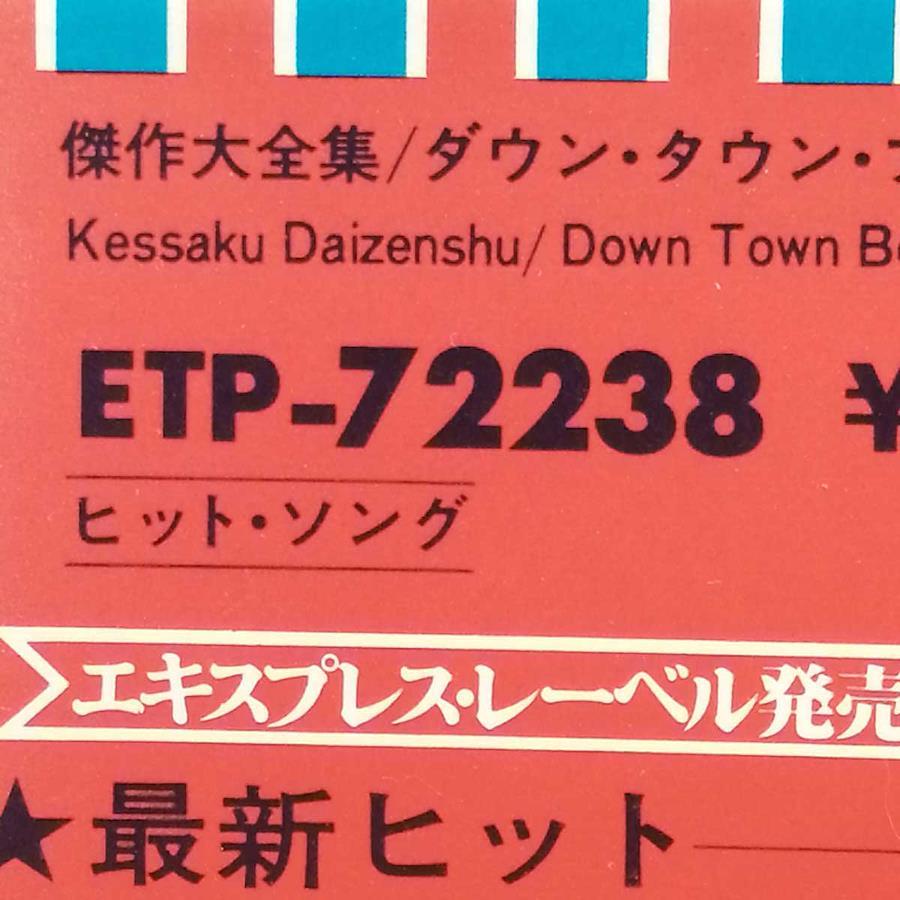 傑作大全集/ダウン・タウン・ブ
Kessaku Daizenshu/ Down Town Bo
ETP-72238 ¥
ヒット・ソング
エキスプレス・レーベル発売
★最新ヒット